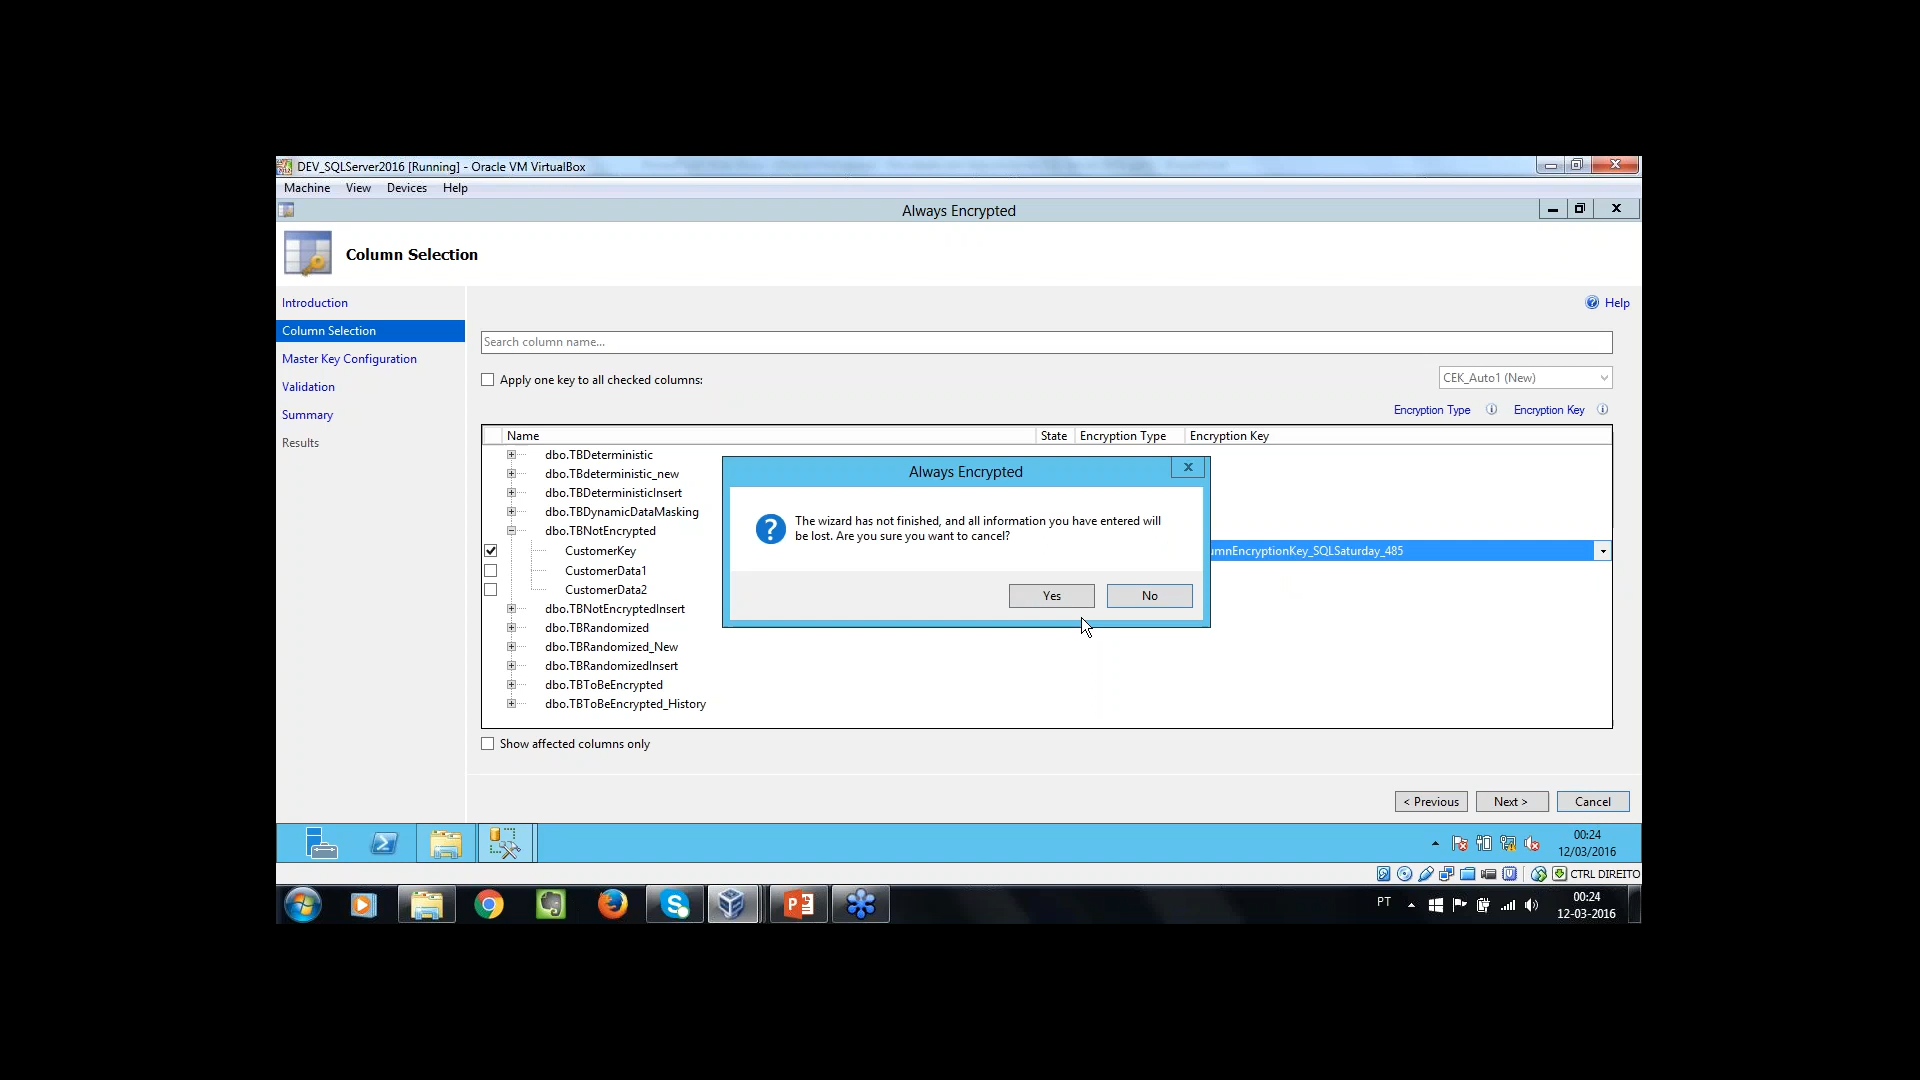 DEV_SQLServer2016 [Running] - Oracle VM VirtualBox
Machine View Devices Help
Always Encrypted
Column Selection
Introduction
Column Selection
Master Key Configuration
Validation
Summary
Results
Help
Search column name...
Apply one key to all checked columns:
CEK_Auto1 (New)
Encryption Type
Encryption Key
Name State Encryption Type Encryption Key
dbo.TBDeterministic
dbo.TBdeterministic_new
dbo.TBDeterministicInsert
dbo.TBDynamicDataMasking
dbo.TBNotEncrypted
CustomerKey
umnEncryptionKey_SQLSaturday_485
CustomerData1
CustomerData2
dbo.TBNotEncryptedInsert
dbo.TBRandomized
dbo.TBRandomized_New
dbo.TBRandomizedInsert
dbo.TBToBeEncrypted
dbo.TBToBeEncrypted_History
Always Encrypted
The wizard has not finished, and all information you have entered will
be lost. Are you sure you want to cancel?
Yes No
Show affected columns only
< Previous Next > Cancel
00:24
12/03/2016
CTRL DIREITO
PT
00:24
12-03-2016